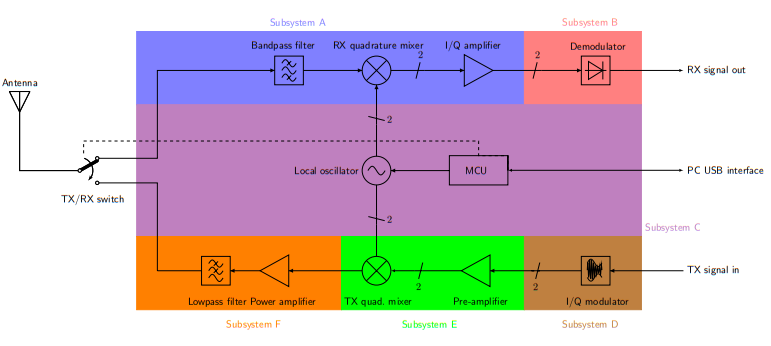 Subsystem A
Subsystem B
Bandpass filter
RX quadrature mixer
I/Q amplifier
Demodulator
2
2
RX signal out
Antenna
2
Local oscillator
MCU
PC USB interface
TX/RX switch
2
Subsystem C
TX signal in
2
2
Lowpass filter
Power amplifier
TX quad. mixer
Pre-amplifier
I/Q modulator
Subsystem F
Subsystem E
Subsystem D